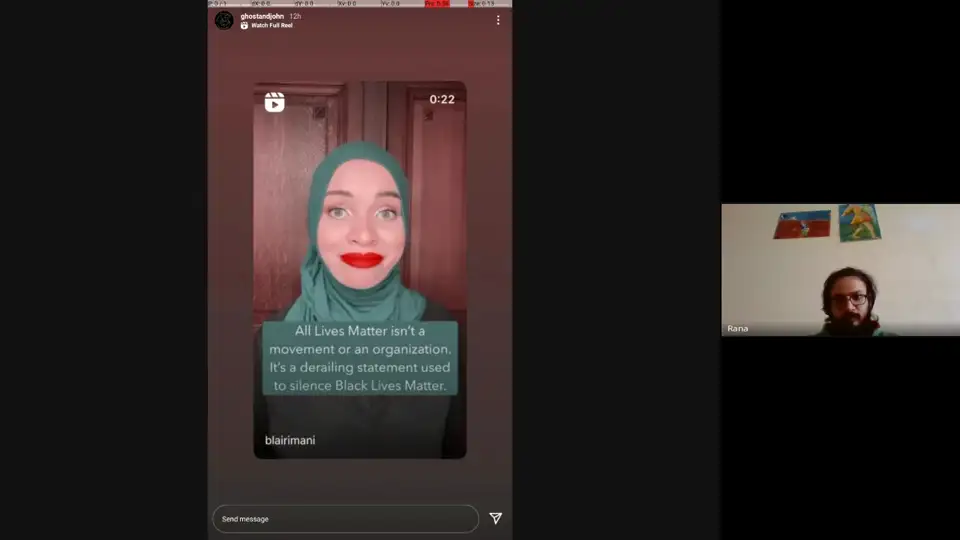 ghostandjohn 12h
Watch Full Reel
0:22
All Lives Matter isn't a
movement or an organization.
It's a derailing statement used
to silence Black Lives Matter.
blairimani
Send message
Rana